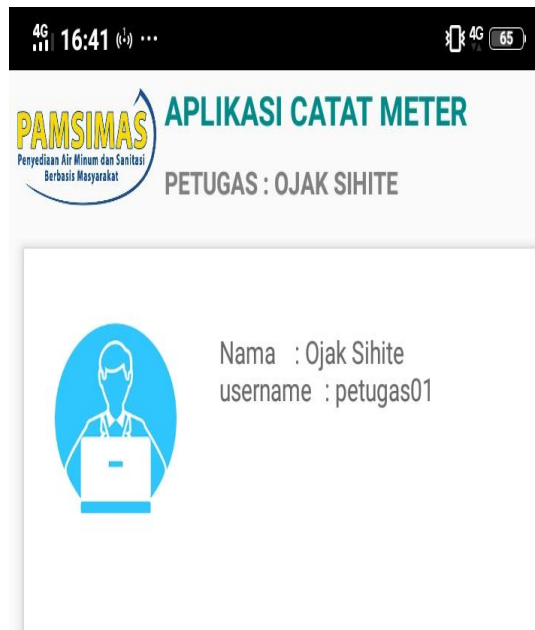 4G 16:41 ... 4G 65
PAMSIMAS
Penyediaan Air Minum dan Sanitasi
Berbasis Masyarakat
APLIKASI CATAT METER
PETUGAS : OJAK SIHITE
Nama : Ojak Sihite
username : petugas01